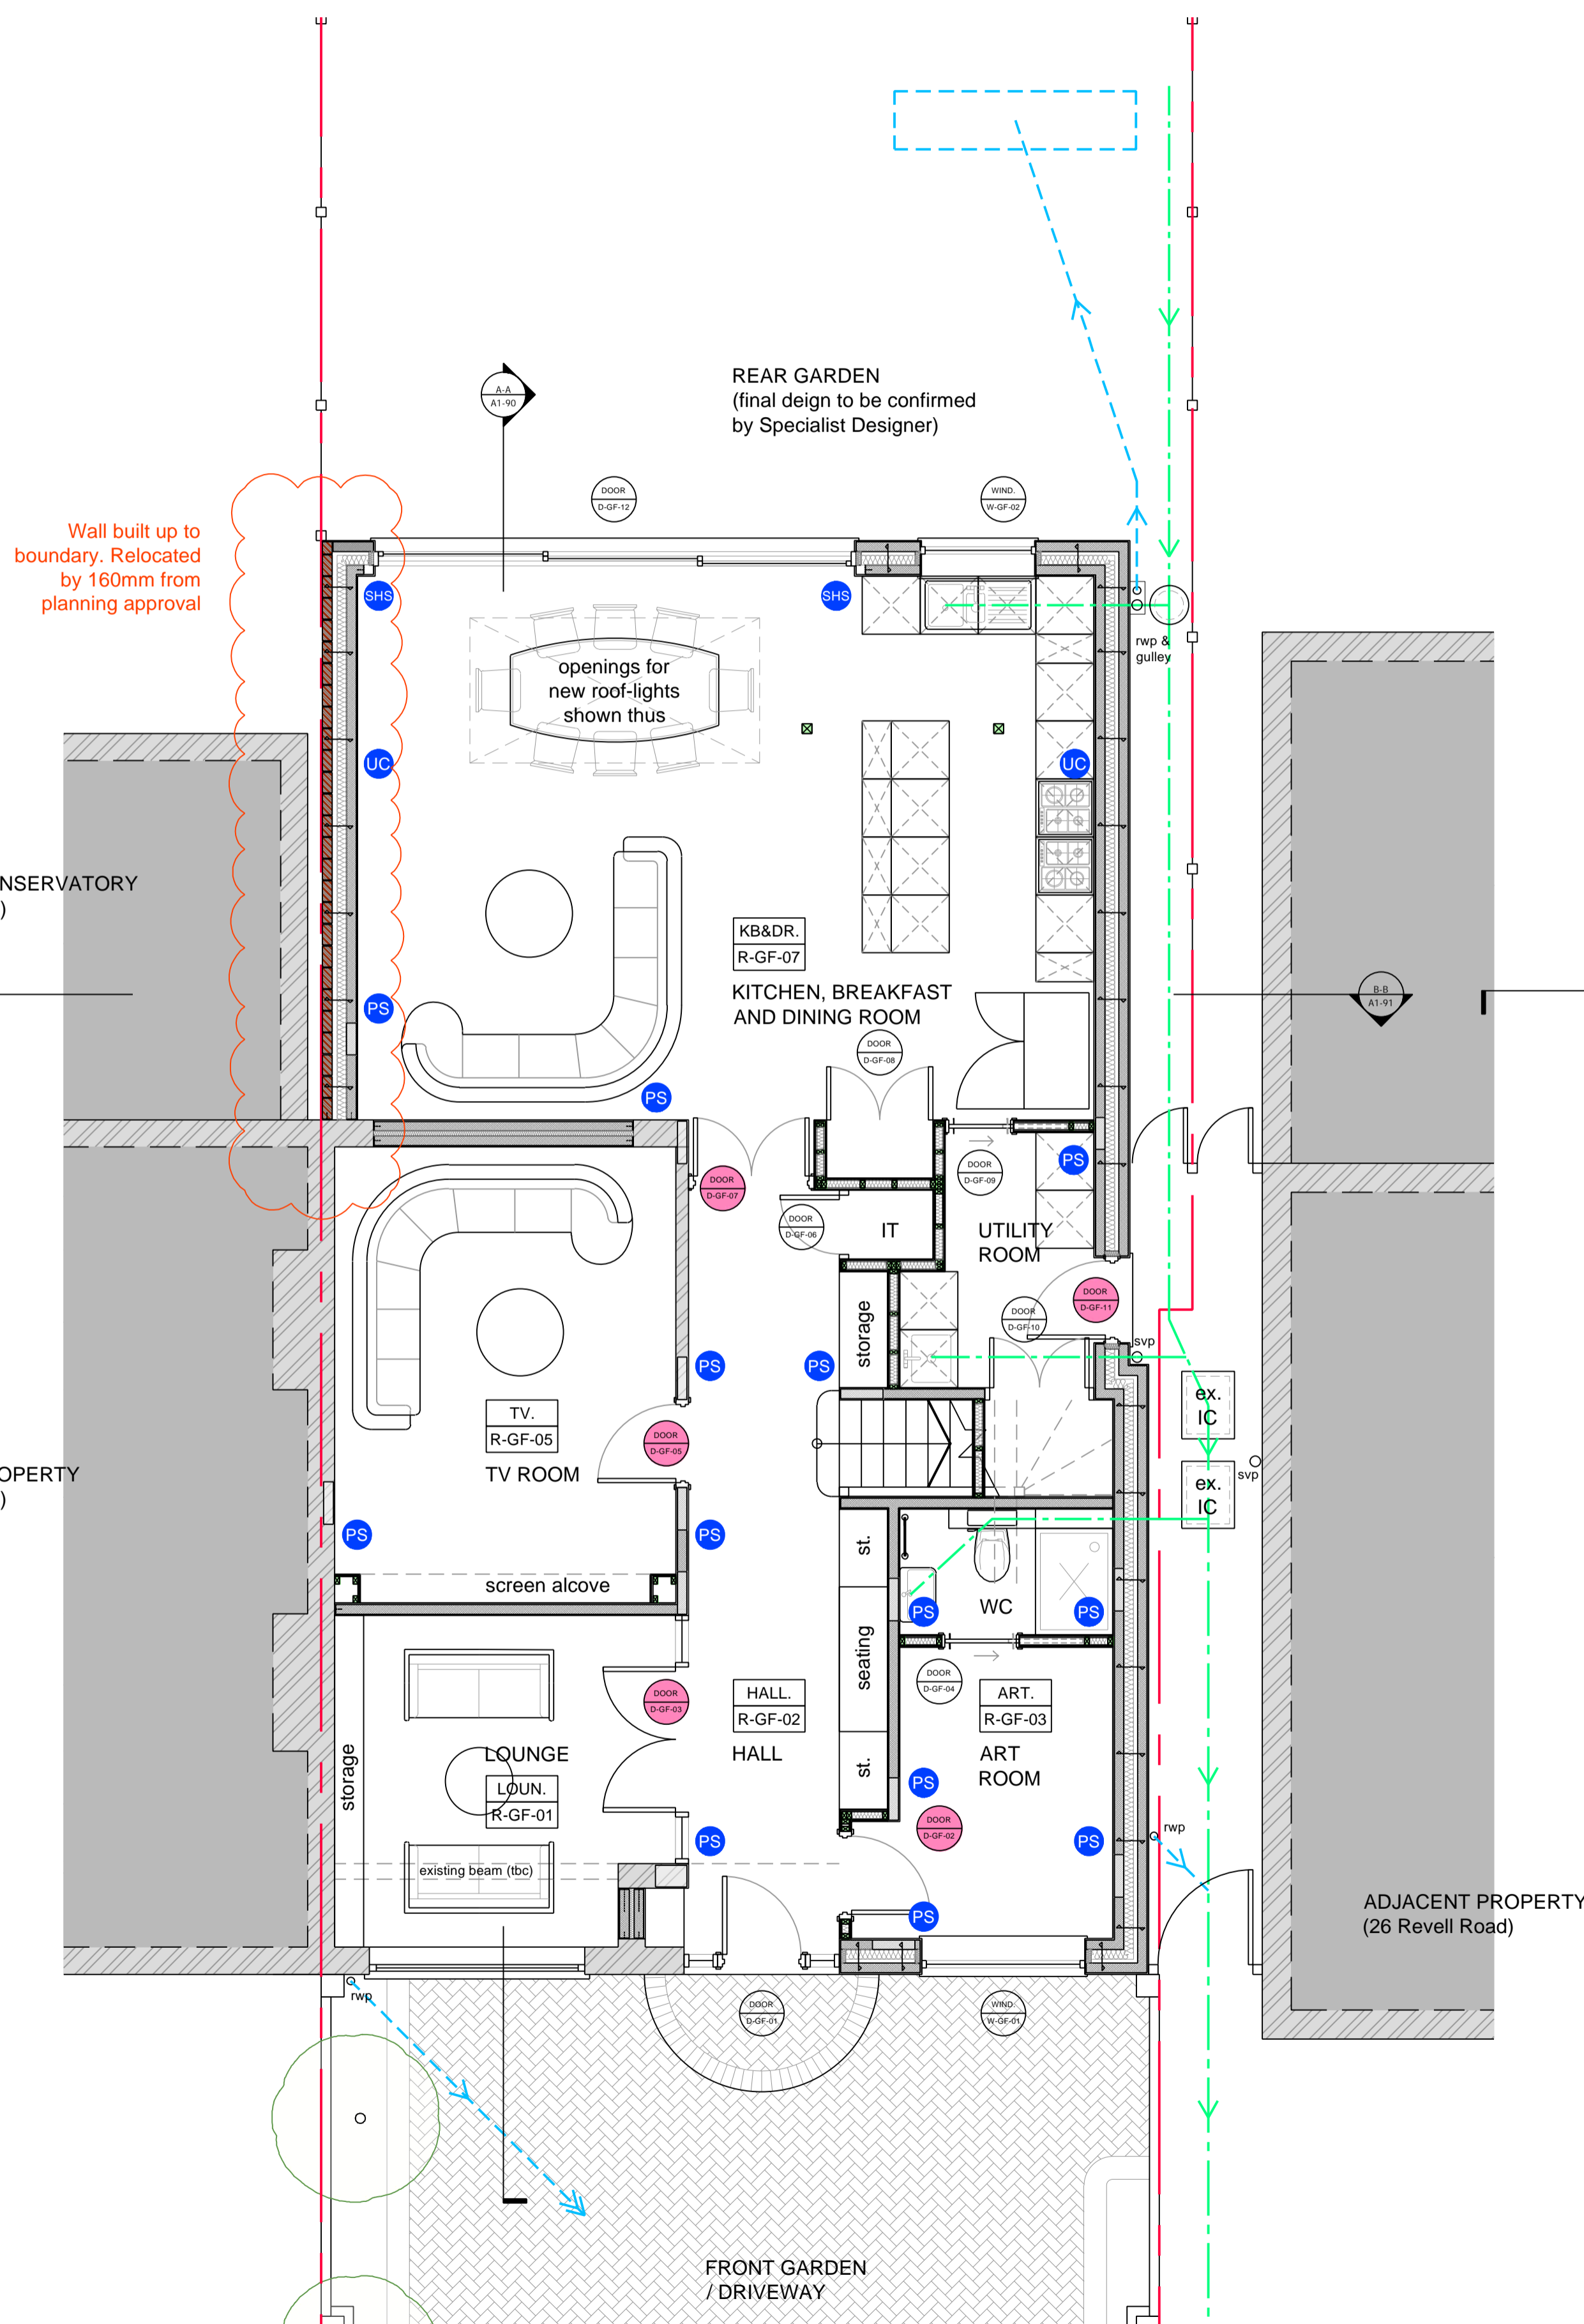 REAR GARDEN
(final deign to be confirmed
by Specialist Designer)
A-A
A1-90
DOOR
D-GF-12
WIND.
W-GF-02
Wall built up to
boundary. Relocated
by 160mm from
planning approval
SHS
SHS
rwp &
gulley
openings for
new roof-lights
shown thus
UC
UC
NSERVATORY
)
KB&DR.
R-GF-07
KITCHEN, BREAKFAST
AND DINING ROOM
B-B
A1-91
PS
DOOR
D-GF-08
PS
DOOR
D-GF-07
DOOR
D-GF-09
PS
DOOR
D-GF-06
IT
UTILITY
ROOM
DOOR
D-GF-11
DOOR
D-GF-10
storage
svp
PS
PS
ex.
IC
TV.
R-GF-05
TV ROOM
DOOR
D-GF-05
OPERTY
)
svp
ex.
IC
PS
PS
st.
screen alcove
PS
WC
PS
seating
DOOR
D-GF-04
DOOR
D-GF-03
HALL.
R-GF-02
HALL
ART.
R-GF-03
ART
ROOM
storage
LOUNGE
LOUN.
R-GF-01
st.
PS
DOOR
D-GF-02
PS
PS
rwp
existing beam (tbc)
PS
ADJACENT PROPERTY
(26 Revell Road)
rwp
DOOR
D-GF-01
WIND.
W-GF-01
FRONT GARDEN
/ DRIVEWAY